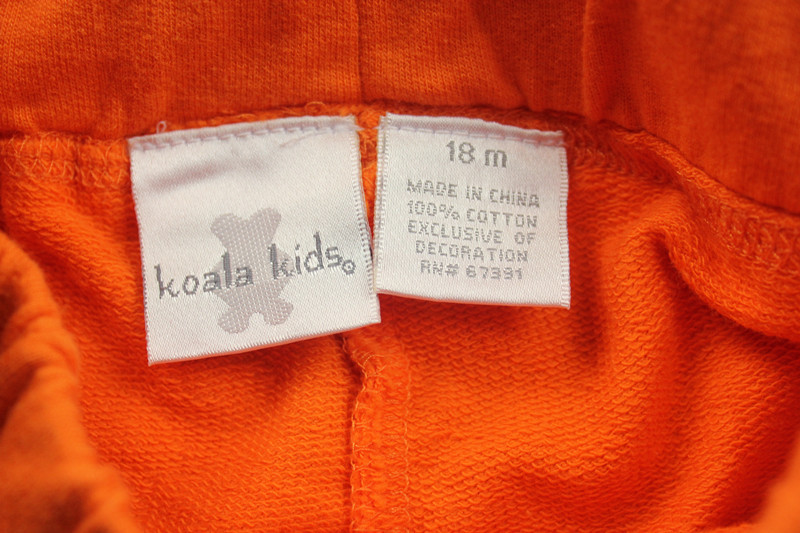 koala kids®
18 m
MADE IN CHINA
100% COTTON
EXCLUSIVE OF
DECORATION
RN# 67391